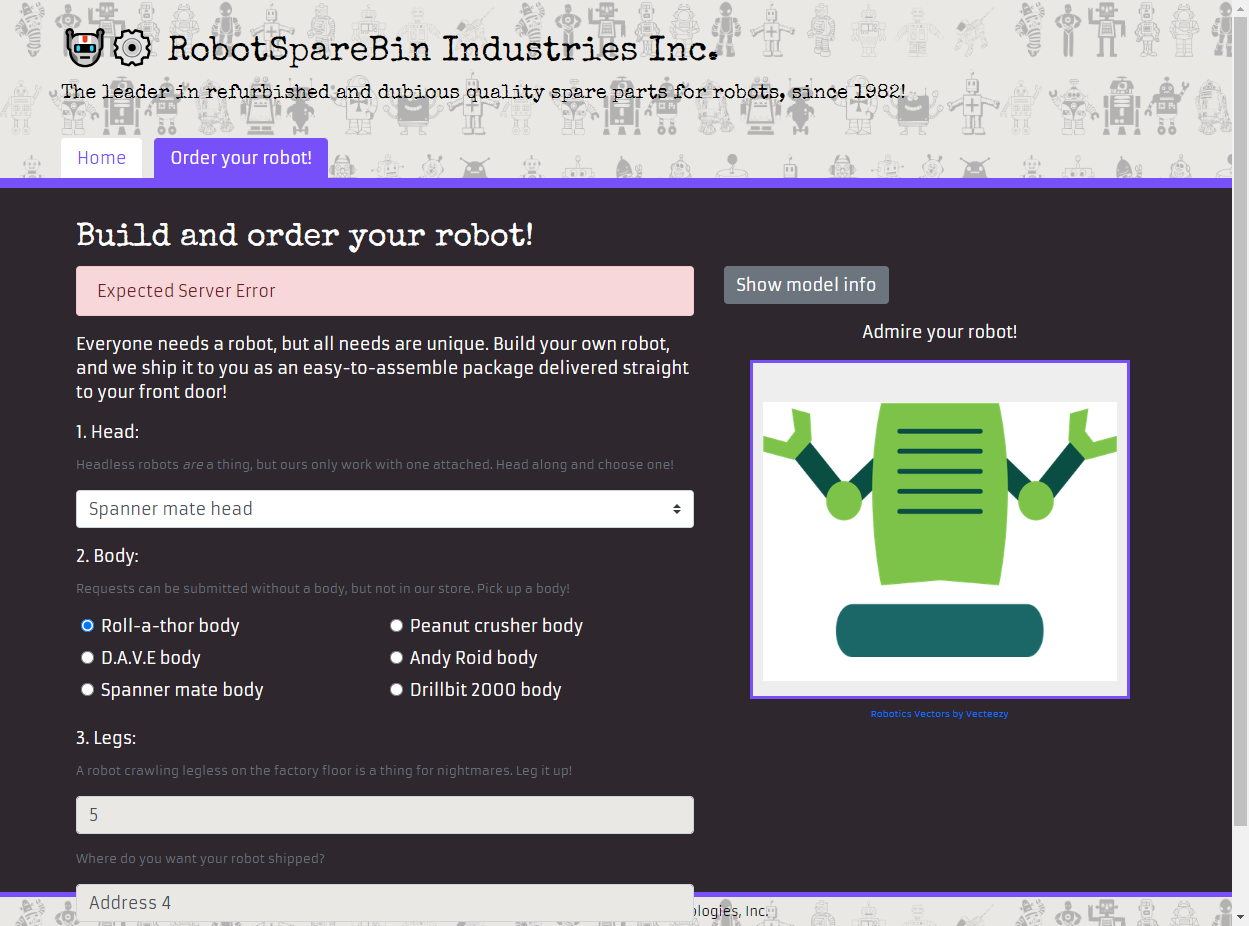 RobotSpareBin Industries Inc.
The leader in refurbished and dubious quality spare parts for robots, since 1982!
Home
Order your robot!
Build and order your robot!
Expected Server Error
Everyone needs a robot, but all needs are unique. Build your own robot,
and we ship it to you as an easy-to-assemble package delivered straight
to your front door!
1. Head:
Headless robots are a thing, but ours only work with one attached. Head along and choose one!
Spanner mate head
2. Body:
Requests can be submitted without a body, but not in our store. Pick up a body!
Roll-a-thor body
Peanut crusher body
D.A.V.E body
Andy Roid body
Spanner mate body
Drillbit 2000 body
3. Legs:
A robot crawling legless on the factory floor is a thing for nightmares. Leg it up!
5
Where do you want your robot shipped?
Address 4
Show model info
Admire your robot!
Robotics Vectors by Vecteezy
ologies, Inc.